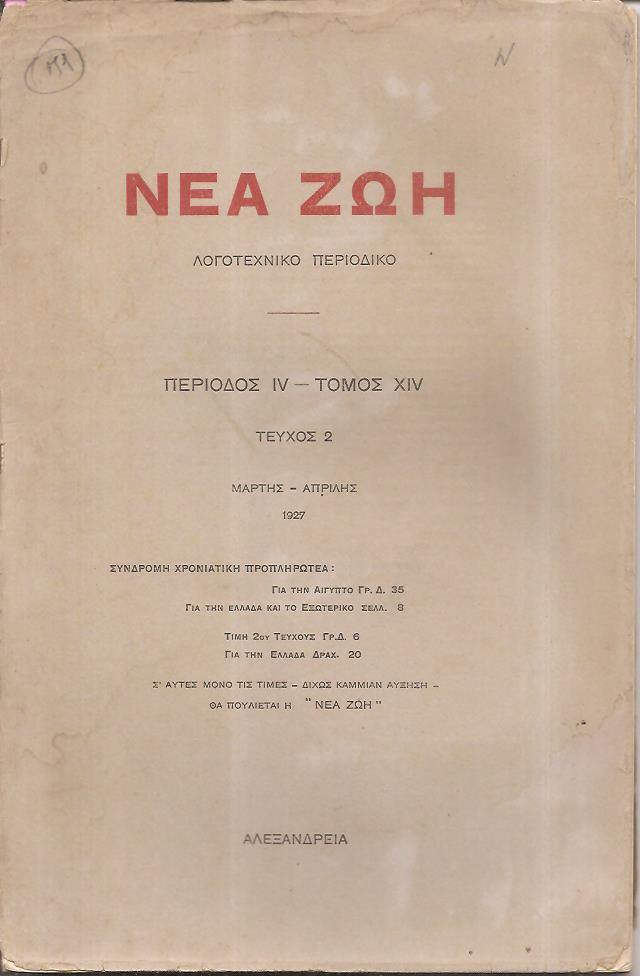 N
ΝΕΑ ΖΩΗ
ΛΟΓΟΤΕΧΝΙΚΟ ΠΕΡΙΟΔΙΚΟ
ΠΕΡΙΟΔΟΣ IV — ΤΟΜΟΣ XIV
ΤΕΥΧΟΣ 2
ΜΑΡΤΗΣ – ΑΠΡΙΛΗΣ
1927
ΣΥΝΔΡΟΜΗ ΧΡΟΝΙΑΤΙΚΗ ΠΡΟΠΛΗΡΩΤΕΑ :
ΓΙΑ ΤΗΝ ΑΙΓΥΠΤΟ ΓΡ. Δ. 35
ΓΙΑ ΤΗΝ ΕΛΛΑΔΑ ΚΑΙ ΤΟ ΕΞΩΤΕΡΙΚΟ ΣΕΛΛ. 8
ΤΙΜΗ 2ου ΤΕΥΧΟΥΣ ΓΡ.Δ. 6
ΓΙΑ ΤΗΝ ΕΛΛΑΔΑ ΔΡΑΧ. 20
Σ' ΑΥΤΕΣ ΜΟΝΟ ΤΙΣ ΤΙΜΕΣ – ΔΙΧΩΣ ΚΑΜΜΙΑΝ ΑΥΞΗΣΗ –
ΘΑ ΠΟΥΛΙΕΤΑΙ Η "ΝΕΑ ΖΩΗ"
ΑΛΕΞΑΝΔΡΕΙΑ